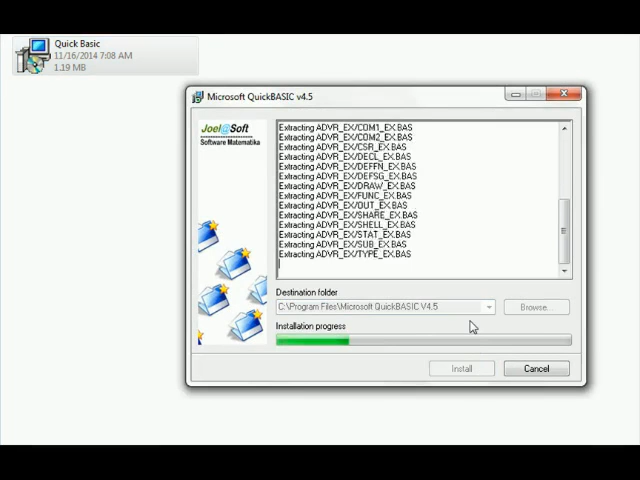 Quick Basic
11/16/2014 7:08 AM
1.19 MB
Microsoft QuickBASIC v4.5
Joel@Soft
Software Matematika
Extracting ADVR_EX/COM1_EX.BAS
Extracting ADVR_EX/COM2_EX.BAS
Extracting ADVR_EX/CSR_EX.BAS
Extracting ADVR_EX/DECL_EX.BAS
Extracting ADVR_EX/DEFFN_EX.BAS
Extracting ADVR_EX/DEFSG_EX.BAS
Extracting ADVR_EX/DRAW_EX.BAS
Extracting ADVR_EX/FUNC_EX.BAS
Extracting ADVR_EX/OUT_EX.BAS
Extracting ADVR_EX/SHARE_EX.BAS
Extracting ADVR_EX/SHELL_EX.BAS
Extracting ADVR_EX/STAT_EX.BAS
Extracting ADVR_EX/SUB_EX.BAS
Extracting ADVR_EX/TYPE_EX.BAS
Destination folder
C:\Program Files\Microsoft QuickBASIC V4.5
Browse...
Installation progress
Install
Cancel